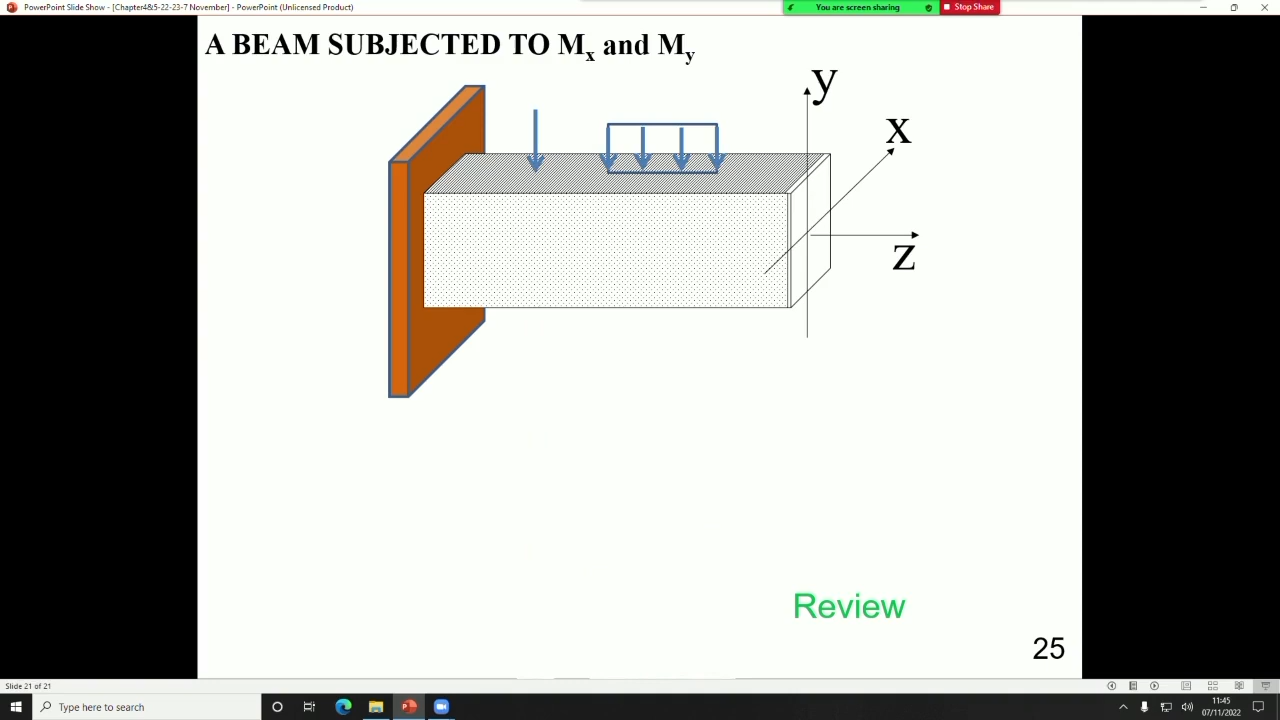 PowerPoint Slide Show - [Chapter4&5-22-23-7 November] - PowerPoint (Unlicensed Product)
You are screen sharing
Stop Share
A BEAM SUBJECTED TO Mx and My
y
x
z
Review
25
Slide 21 of 21
Type here to search
11:45
07/11/2022